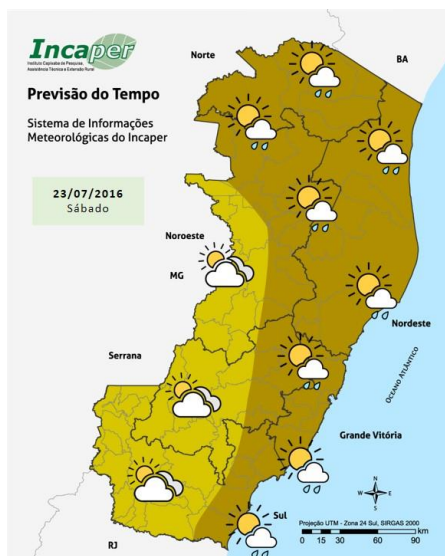 Incaper
Instituto Capixaba de Pesquisa,
Assistência Técnica e Extensão Rural
Previsão do Tempo
Sistema de Informações
Meteorológicas do Incaper
23/07/2016
Sábado
Norte
BA
Noroeste
MG
Nordeste
Serrana
OCEANO ATLÂNTICO
Grande Vitória
N
W
E
S
Sul
RJ
Projeção UTM - Zona 24 Sul, SIRGAS 2000
0 15 30 60 90
km